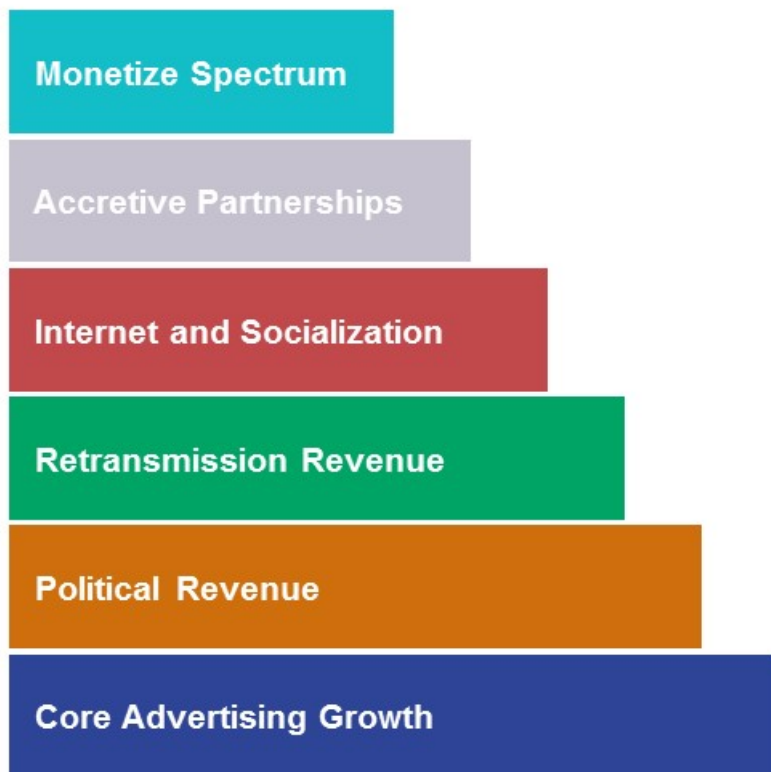 Monetize Spectrum
Accretive Partnerships
Internet and Socialization
Retransmission Revenue
Political Revenue
Core Advertising Growth